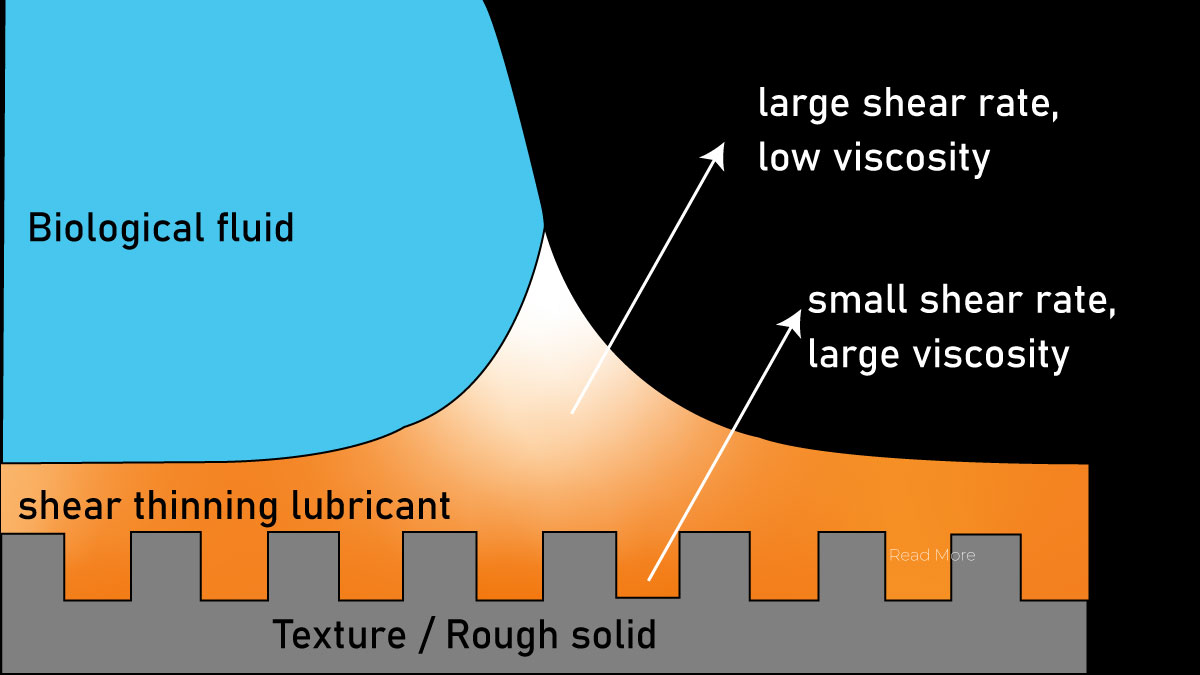 large shear rate,
low viscosity
Biological fluid
small shear rate,
large viscosity
shear thinning lubricant
Read More
Texture / Rough solid